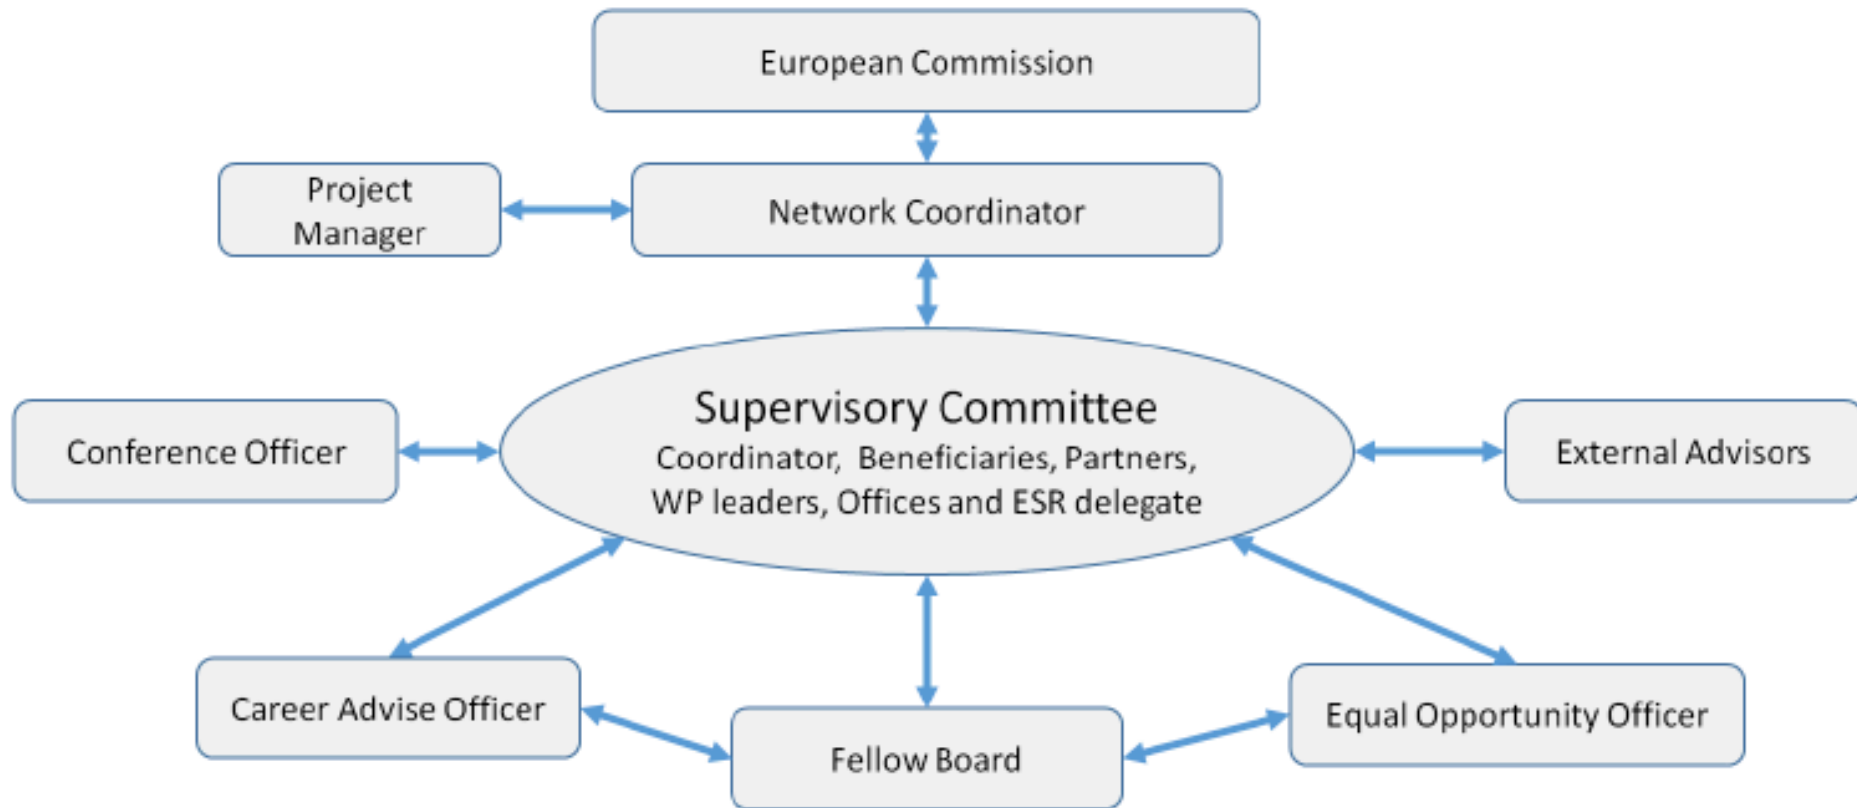 European Commission
Project
Manager
Network Coordinator
Supervisory Committee
Coordinator, Beneficiaries, Partners,
WP leaders, Offices and ESR delegate
Conference Officer
External Advisors
Career Advise Officer
Fellow Board
Equal Opportunity Officer